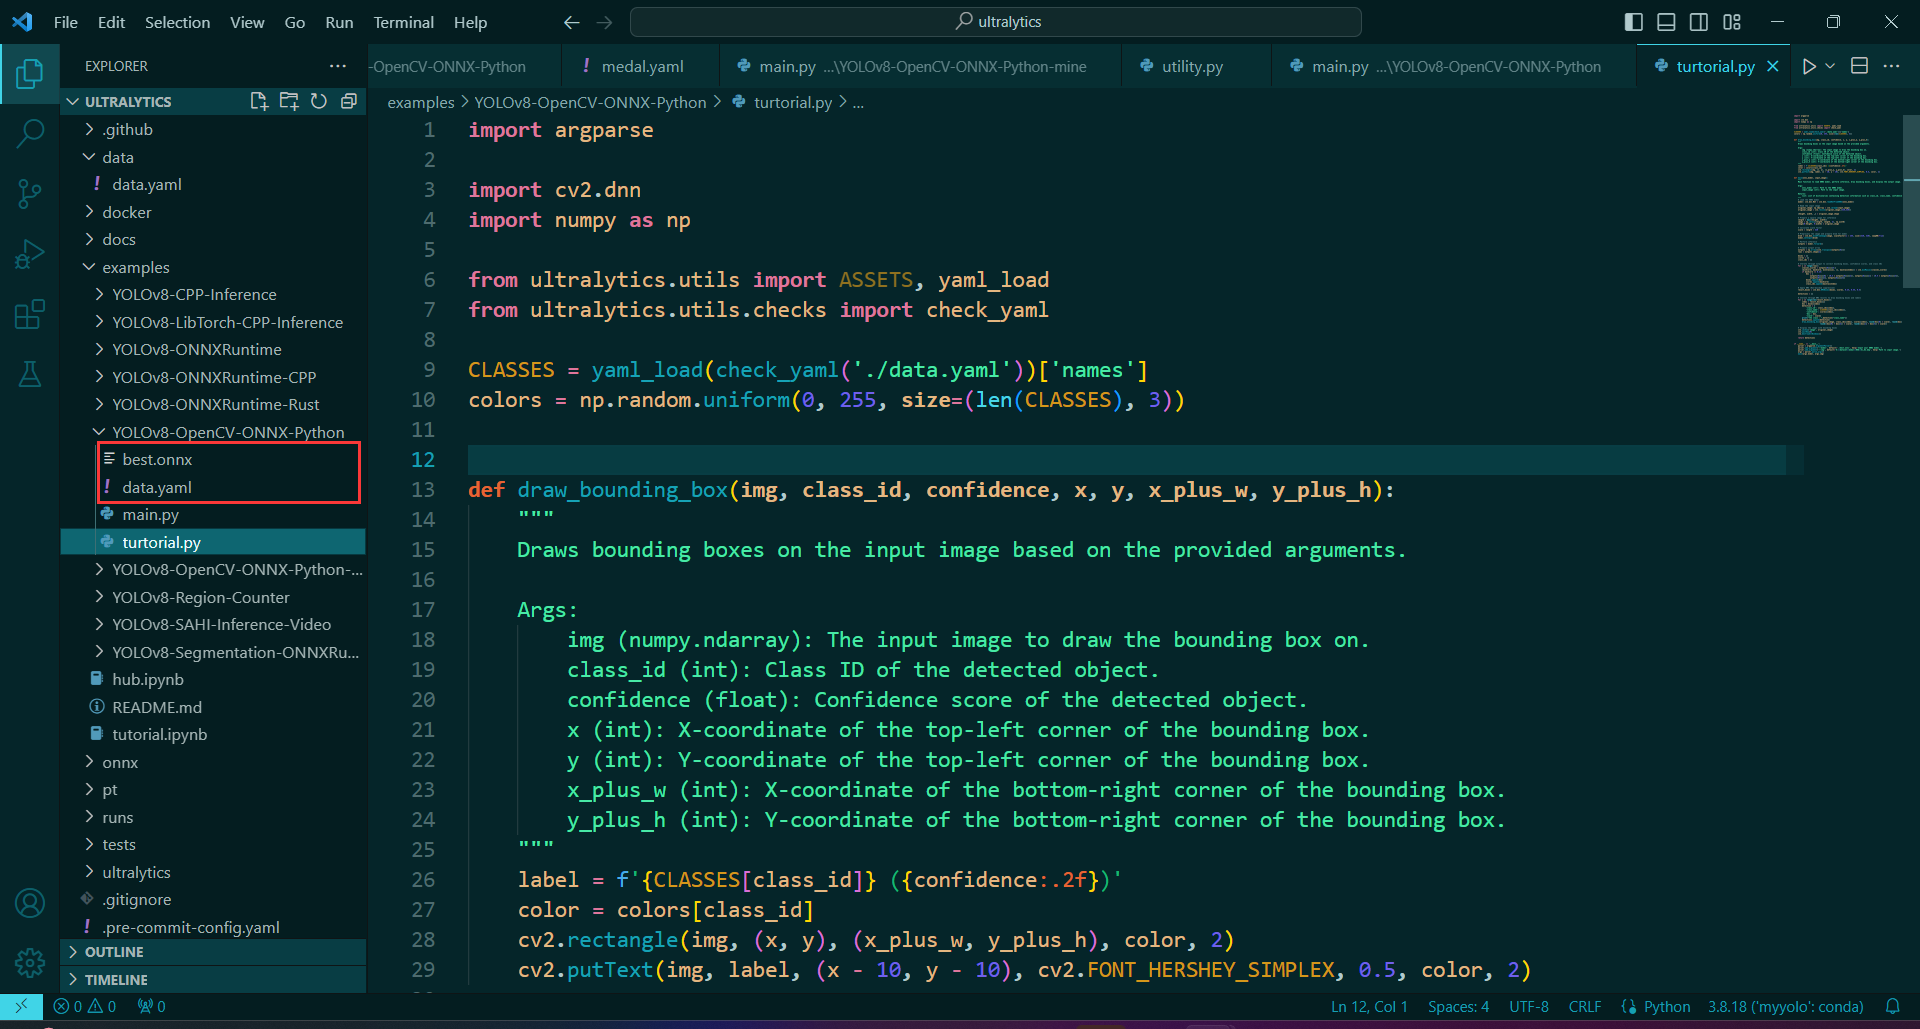 File Edit Selection View Go Run Terminal Help
ultralytics
EXPLORER
-OpenCV-ONNX-Python
! medal.yaml
main.py ...\YOLOv8-OpenCV-ONNX-Python-mine
utility.py
main.py ...\YOLOv8-OpenCV-ONNX-Python
turtorial.py
ULTRALYTICS
examples > YOLOv8-OpenCV-ONNX-Python > turtorial.py > ...
.github
data
! data.yaml
docker
docs
examples
YOLOv8-CPP-Inference
YOLOv8-LibTorch-CPP-Inference
YOLOv8-ONNXRuntime
YOLOv8-ONNXRuntime-CPP
YOLOv8-ONNXRuntime-Rust
YOLOv8-OpenCV-ONNX-Python
best.onnx
! data.yaml
main.py
turtorial.py
YOLOv8-OpenCV-ONNX-Python-...
YOLOv8-Region-Counter
YOLOv8-SAHI-Inference-Video
YOLOv8-Segmentation-ONNXRu...
hub.ipynb
README.md
tutorial.ipynb
onnx
pt
runs
tests
ultralytics
.gitignore
! .pre-commit-config.yaml
OUTLINE
TIMELINE
1 import argparse
2
3 import cv2.dnn
4 import numpy as np
5
6 from ultralytics.utils import ASSETS, yaml_load
7 from ultralytics.utils.checks import check_yaml
8
9 CLASSES = yaml_load(check_yaml('./data.yaml'))['names']
10 colors = np.random.uniform(0, 255, size=(len(CLASSES), 3))
11
12
13 def draw_bounding_box(img, class_id, confidence, x, y, x_plus_w, y_plus_h):
14     """
15     Draws bounding boxes on the input image based on the provided arguments.
16
17     Args:
18         img (numpy.ndarray): The input image to draw the bounding box on.
19         class_id (int): Class ID of the detected object.
20         confidence (float): Confidence score of the detected object.
21         x (int): X-coordinate of the top-left corner of the bounding box.
22         y (int): Y-coordinate of the top-left corner of the bounding box.
23         x_plus_w (int): X-coordinate of the bottom-right corner of the bounding box.
24         y_plus_h (int): Y-coordinate of the bottom-right corner of the bounding box.
25     """
26     label = f'{CLASSES[class_id]} ({confidence:.2f})'
27     color = colors[class_id]
28     cv2.rectangle(img, (x, y), (x_plus_w, y_plus_h), color, 2)
29     cv2.putText(img, label, (x - 10, y - 10), cv2.FONT_HERSHEY_SIMPLEX, 0.5, color, 2)
0 0 0
Ln 12, Col 1 Spaces: 4 UTF-8 CRLF Python 3.8.18 ('myyolo': conda)